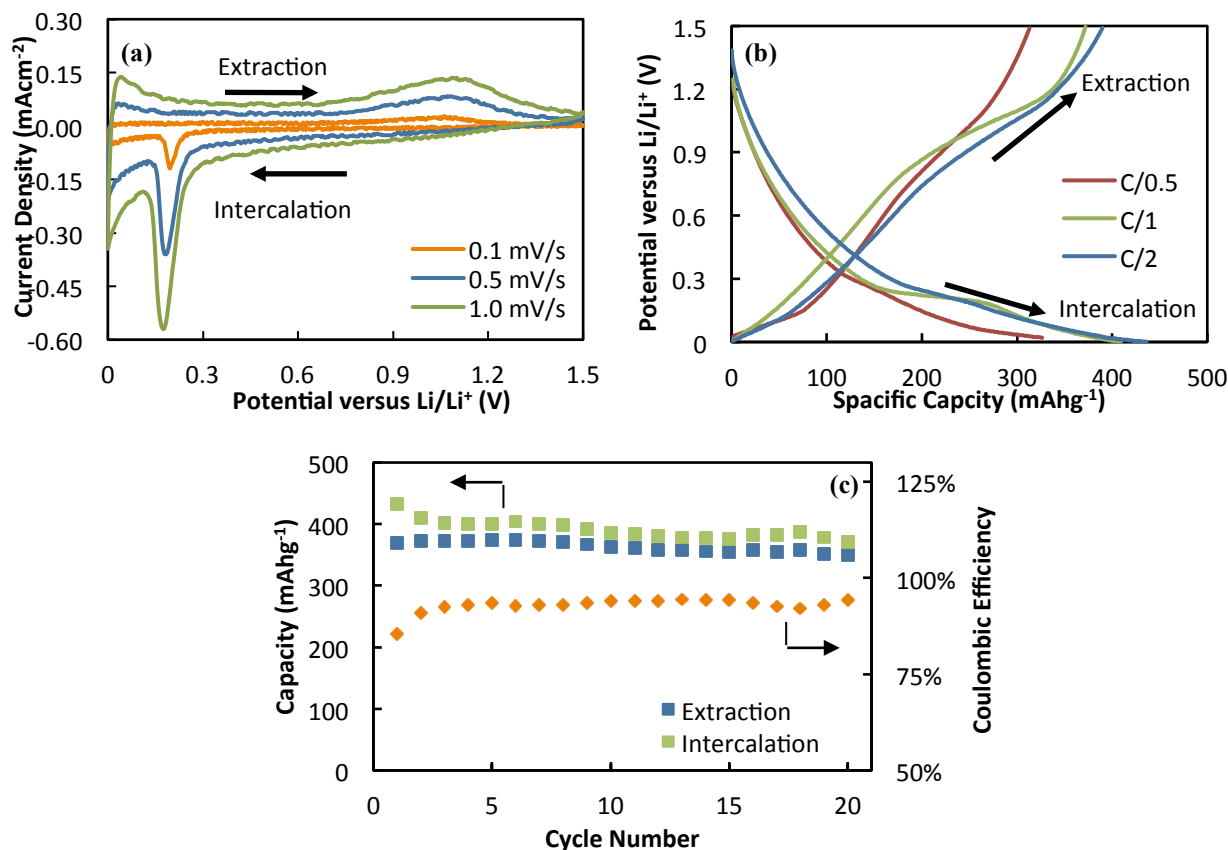 (a)
0.30
0.15
0.00
-0.15
-0.30
-0.45
-0.60
Current Density (mAcm-2)
Extraction
Intercalation
0.1 mV/s
0.5 mV/s
1.0 mV/s
0 0.3 0.6 0.9 1.2 1.5
Potential versus Li/Li+ (V)
(b)
1.5
1.2
0.9
0.6
0.3
0
Potential versus Li/Li+ (V)
Extraction
C/0.5
C/1
C/2
Intercalation
0 100 200 300 400 500
Spacific Capcity (mAhg-1)
(c)
500
400
300
200
100
0
Capacity (mAhg-1)
125%
100%
75%
50%
Coulombic Efficiency
Extraction
Intercalation
0 5 10 15 20
Cycle Number